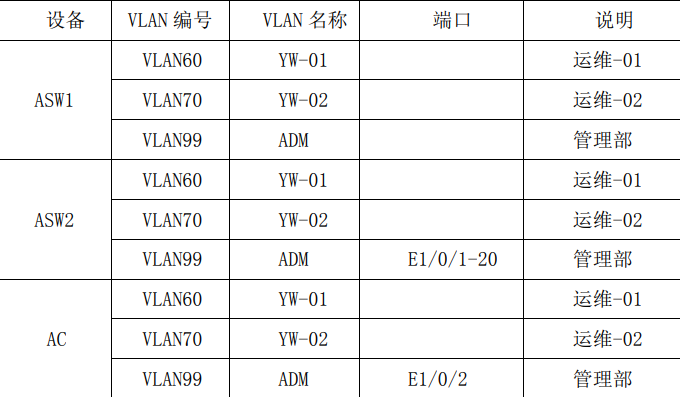 设备 VLAN 编号 VLAN 名称 端口 说明
VLAN60 YW-01 运维-01
ASW1 VLAN70 YW-02 运维-02
VLAN99 ADM 管理部
VLAN60 YW-01 运维-01
ASW2 VLAN70 YW-02 运维-02
VLAN99 ADM E1/0/1-20 管理部
VLAN60 YW-01 运维-01
AC VLAN70 YW-02 运维-02
VLAN99 ADM E1/0/2 管理部